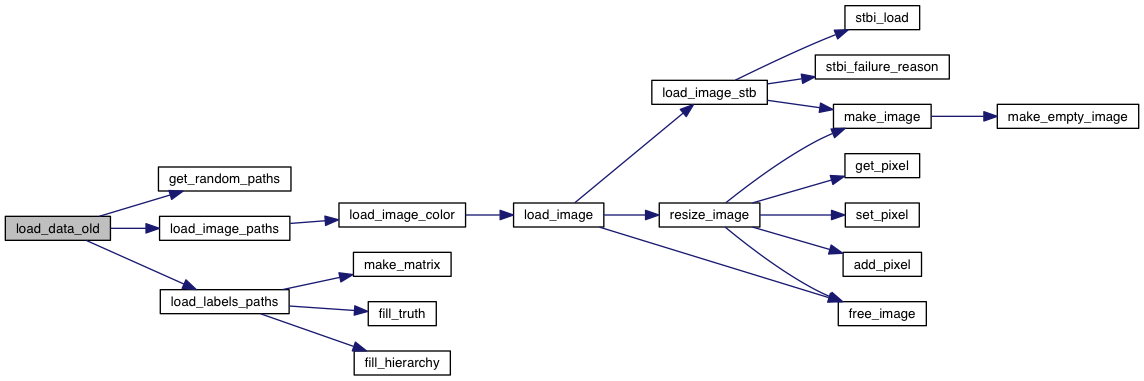 stbi_load
stbi_failure_reason
load_image_stb
make_image
make_empty_image
get_pixel
get_random_paths
load_image_color
load_image
resize_image
set_pixel
load_data_old
load_image_paths
make_matrix
add_pixel
load_labels_paths
fill_truth
free_image
fill_hierarchy